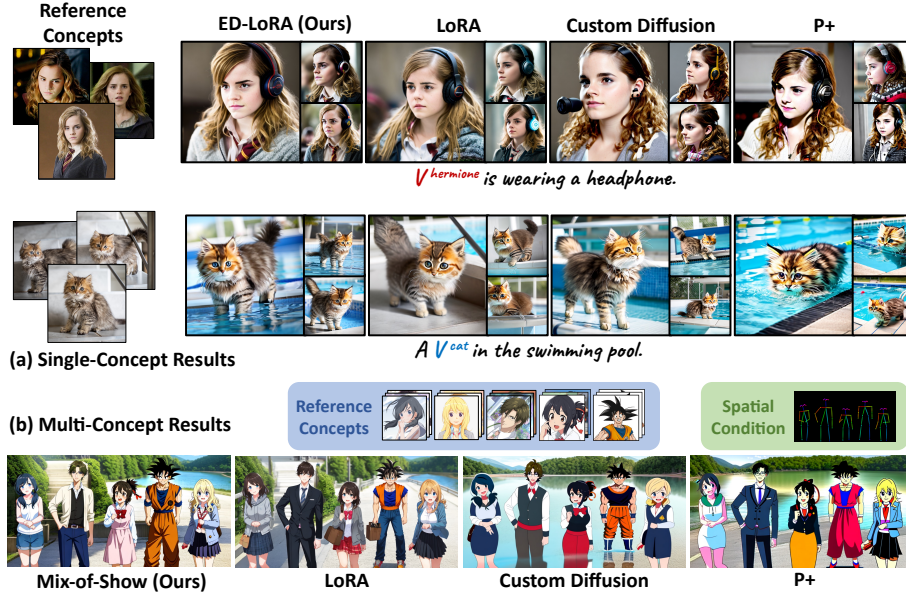 Reference
Concepts
ED-LoRA (Ours)
LoRA
Custom Diffusion
P+
V hermione is wearing a headphone.
A V cat in the swimming pool.
(a) Single-Concept Results
(b) Multi-Concept Results
Reference
Concepts
Spatial
Condition
Mix-of-Show (Ours)
LoRA
Custom Diffusion
P+